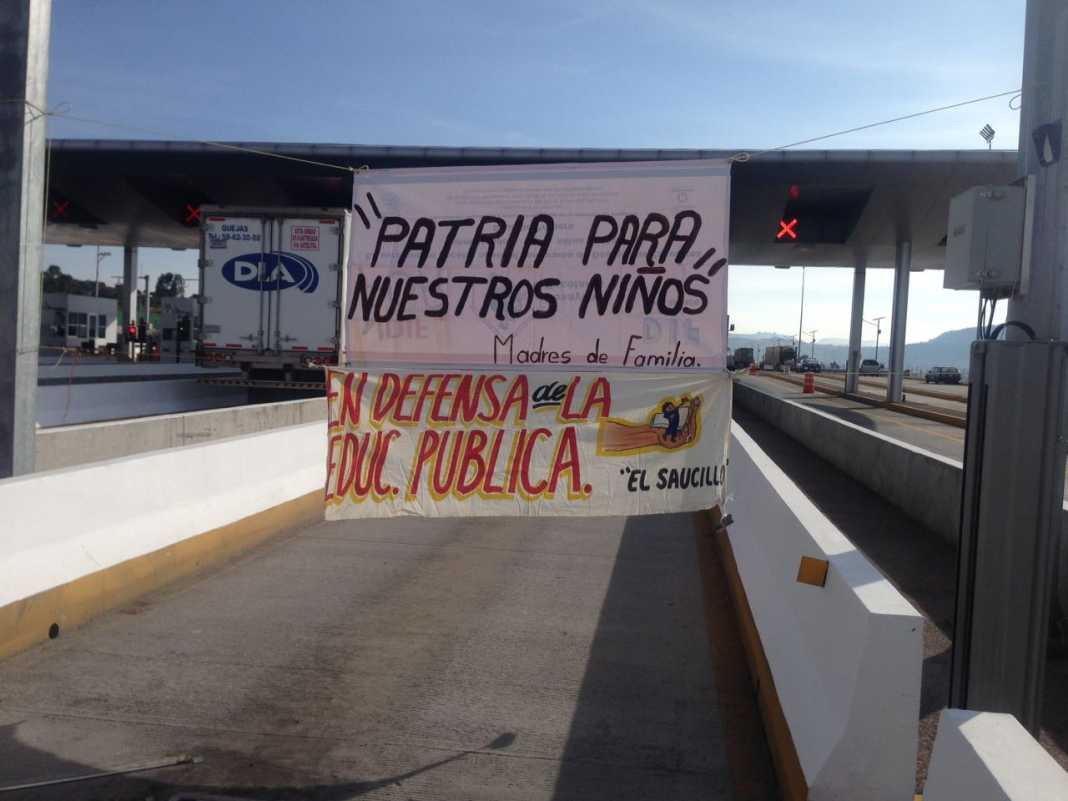 "PATRIA PARA
NUESTROS NIÑOS"
Madres de Familia.
EN DEFENSA de LA
EDUC. PUBLICA.
"EL SAUCILLO
QUEJAS
DIA